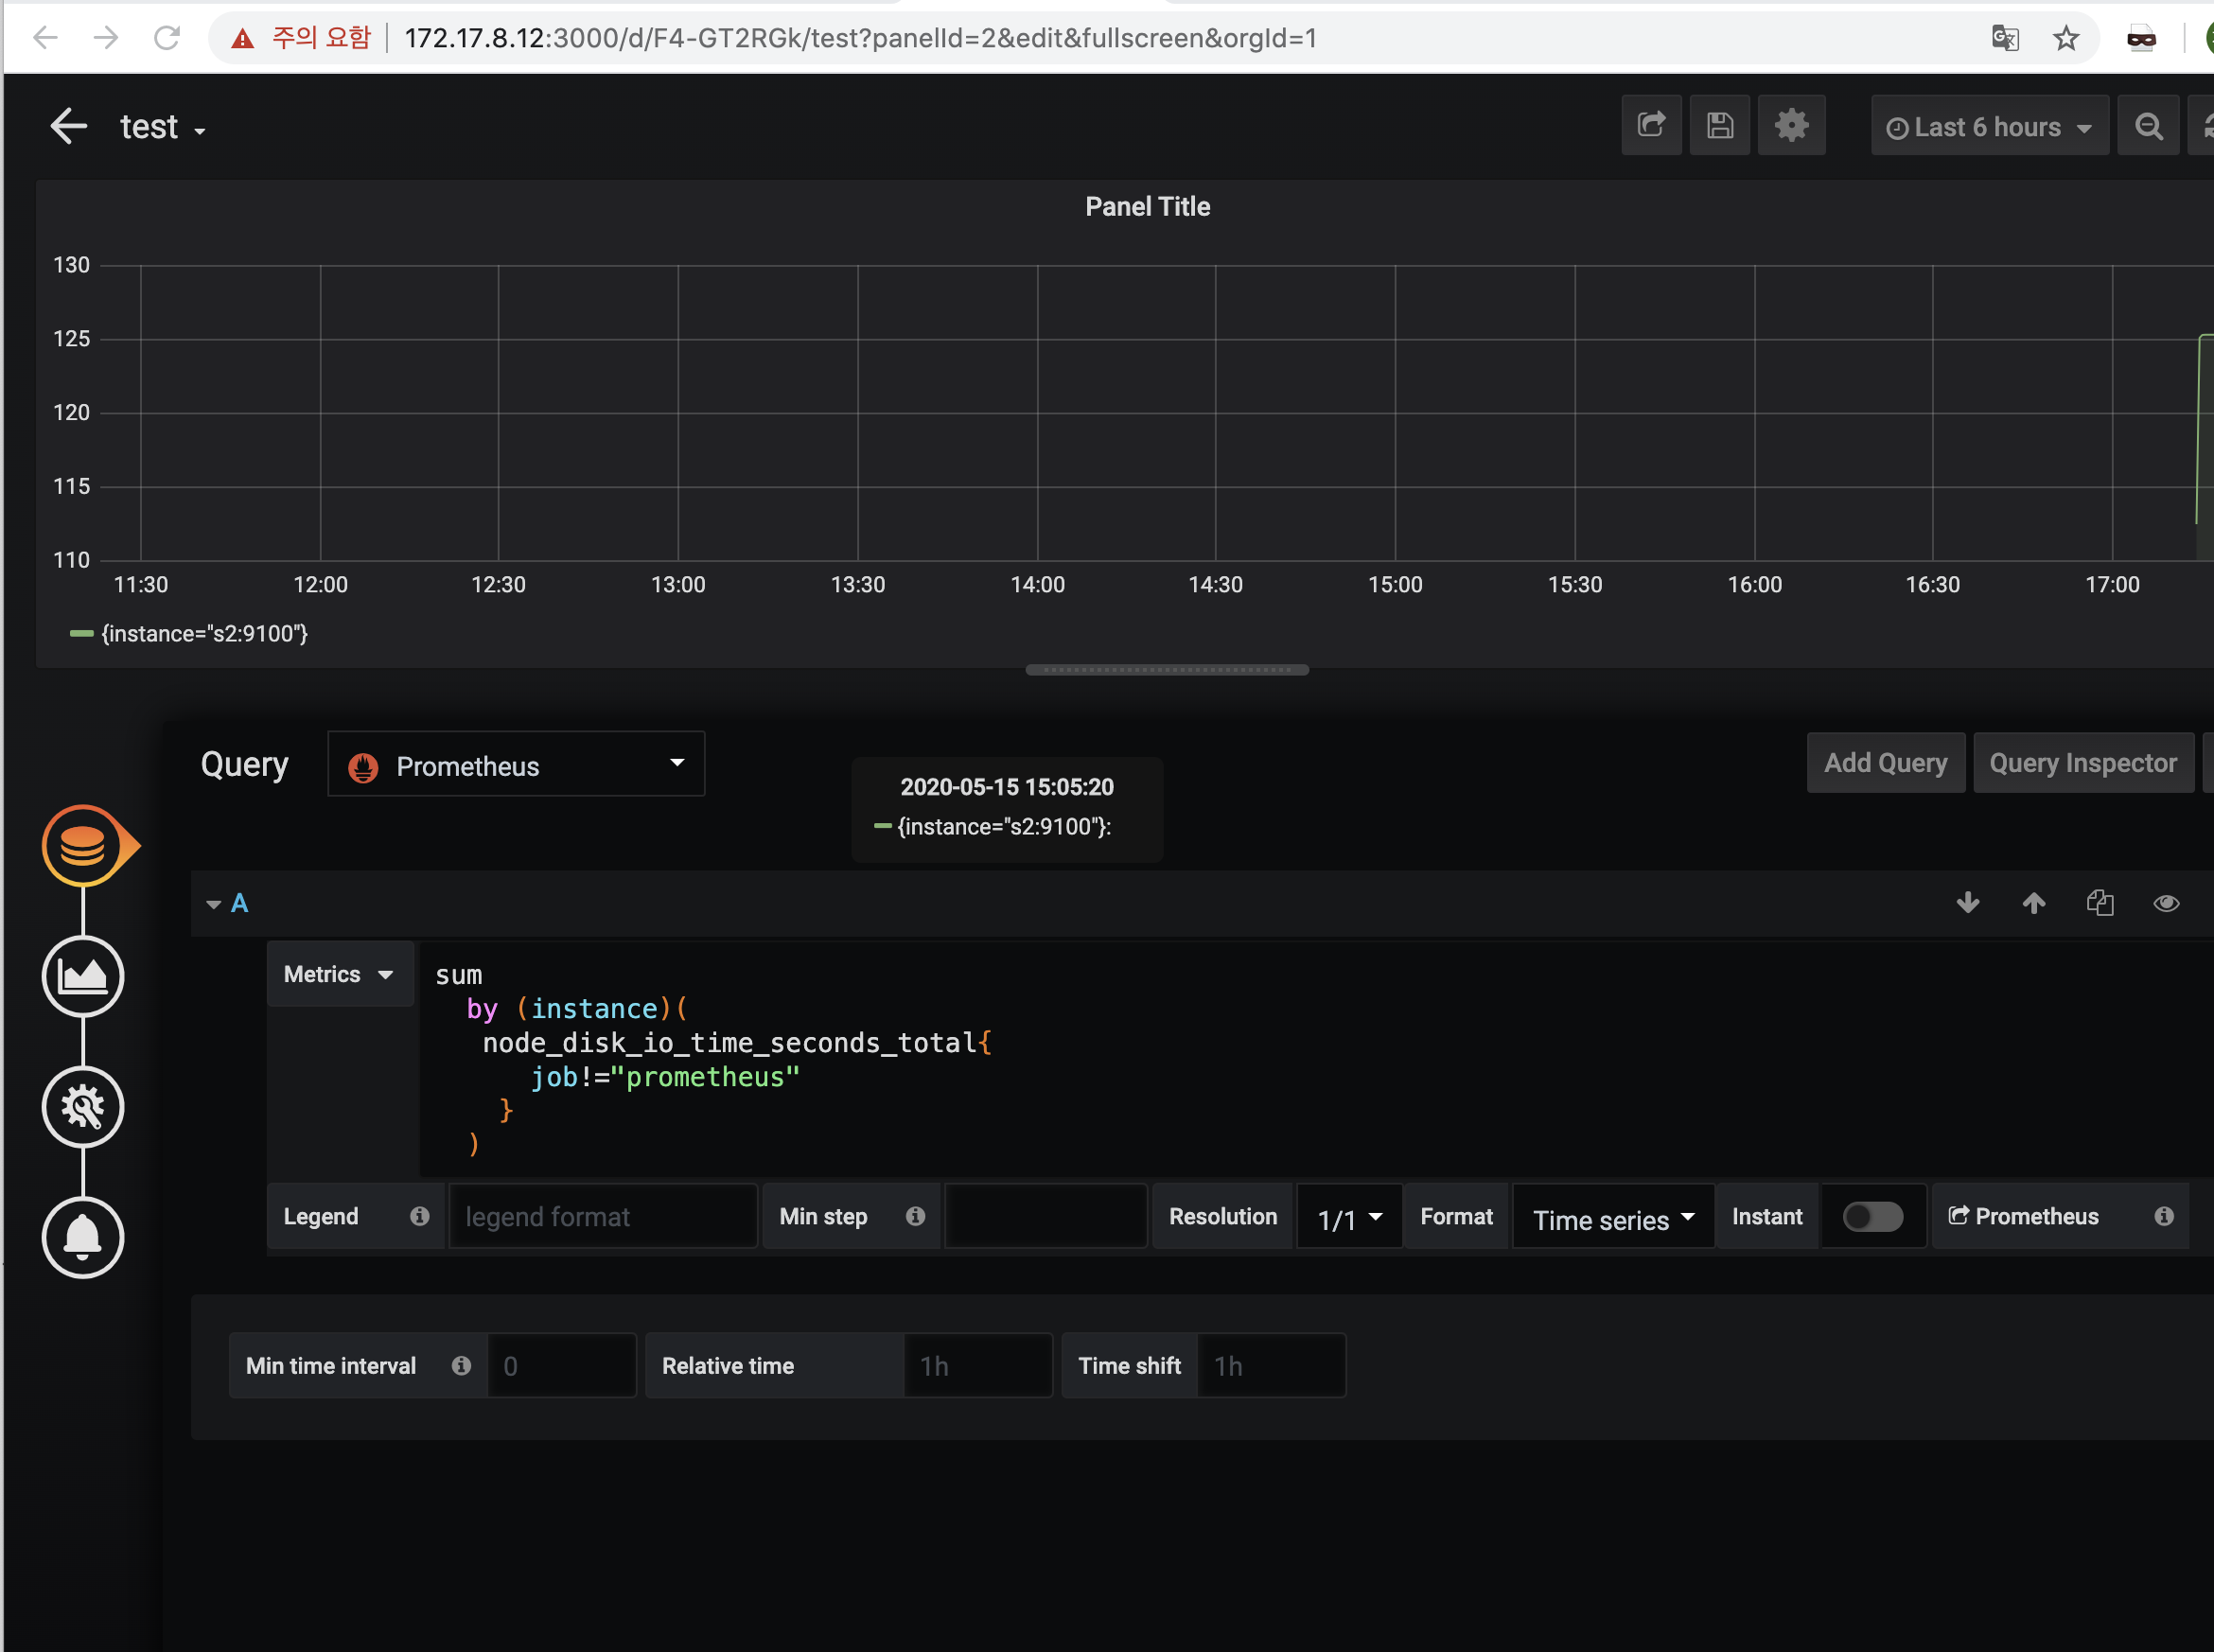 주의 요함 172.17.8.12:3000/d/F4-GT2RGk/test?panelId=2&edit&fullscreen&orgId=1
test Last 6 hours
Panel Title
130
125
120
115
110
11:30 12:00 12:30 13:00 13:30 14:00 14:30 15:00 15:30 16:00 16:30 17:00
{instance="s2:9100"}
Query Prometheus Add Query Query Inspector
2020-05-15 15:05:20
{instance="s2:9100"}:
A
Metrics sum
by (instance)(
node_disk_io_time_seconds_total{
job!="prometheus"
}
)
Legend legend format Min step Resolution 1/1 Format Time series Instant Prometheus
Min time interval 0 Relative time 1h Time shift 1h